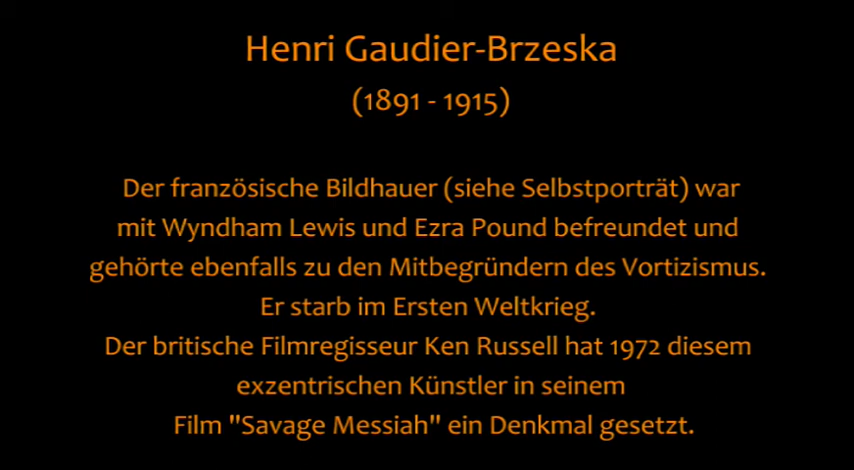 Henri Gaudier-Brzeska
(1891 - 1915)
Der französische Bildhauer (siehe Selbstporträt) war
mit Wyndham Lewis und Ezra Pound befreundet und
gehörte ebenfalls zu den Mitbegründern des Vortizismus.
Er starb im Ersten Weltkrieg.
Der britische Filmregisseur Ken Russell hat 1972 diesem
exzentrischen Künstler in seinem
Film "Savage Messiah" ein Denkmal gesetzt.